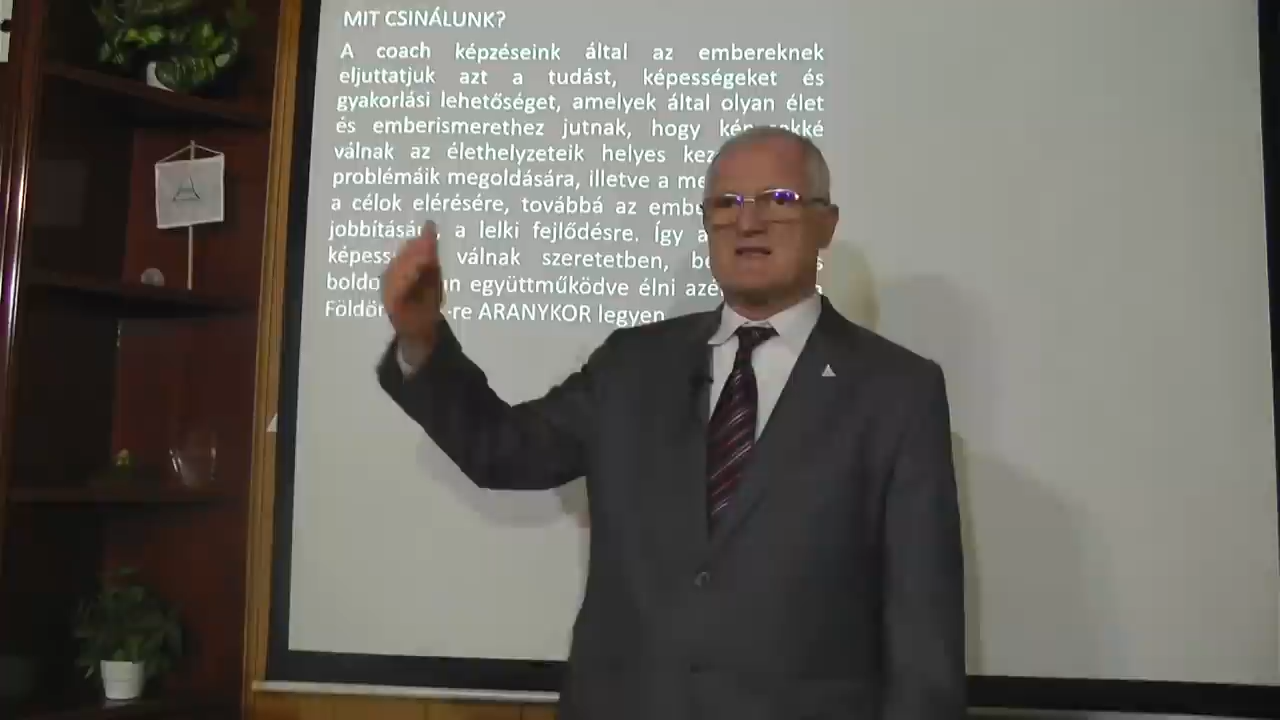 MIT CSINÁLUNK?
A coach képzéseink által az embereknek
eljuttatjuk azt a tudást, képességeket és
gyakorlási lehetőséget, amelyek által olyan élet
és emberismerethez jutnak, hogy
válnak az élethelyzeteik helyes
problémáik megoldására, illetve a
a célok elérésére, továbbá az
a lelki fejlődésre. Így
válnak szeretetben,
együttműködve élni
-re ARANYKOR legyen